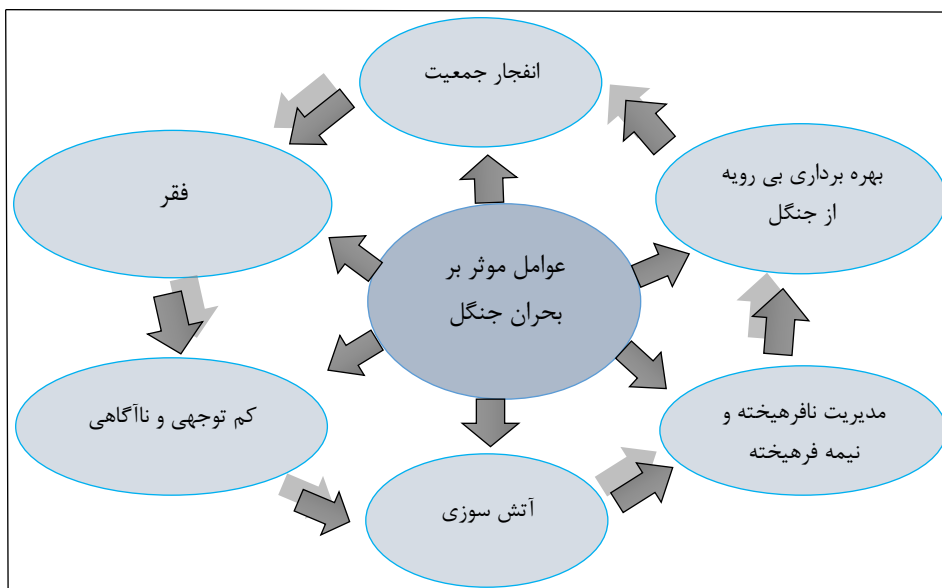 انفجار جمعیت
بهره برداری بی رویه
از جنگل
فقر
عوامل موثر بر
بحران جنگل
مدیریت نافرهیخته و
نیمه فرهیخته
کم توجهی و ناآگاهی
آتش سوزی